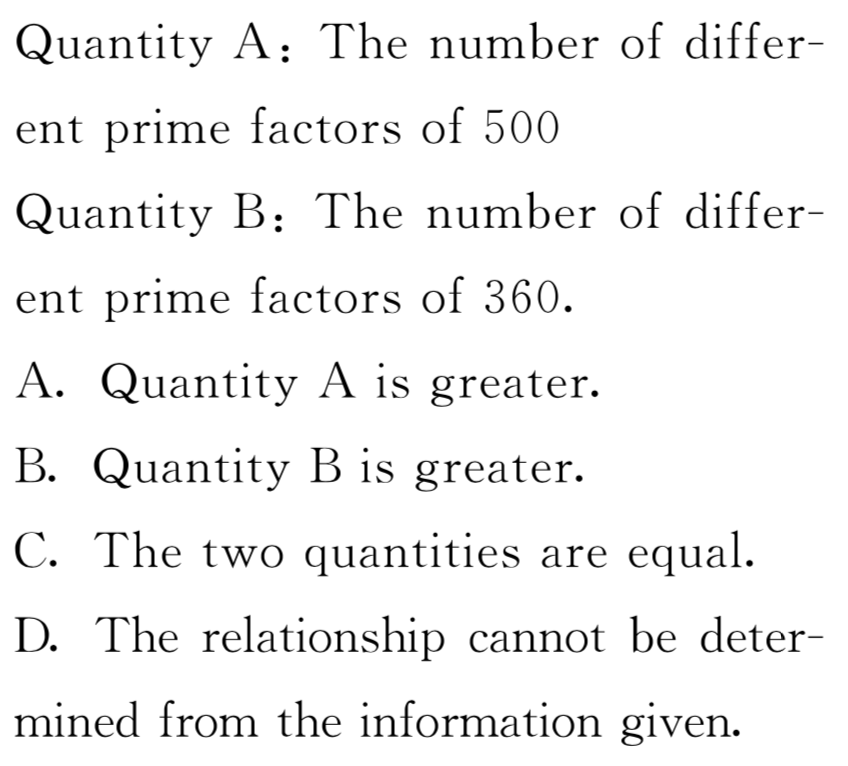 Quantity A: The number of differ-
ent prime factors of 500
Quantity B: The number of differ-
ent prime factors of 360.
A. Quantity A is greater.
B. Quantity B is greater.
C. The two quantities are equal.
D. The relationship cannot be deter-
mined from the information given.